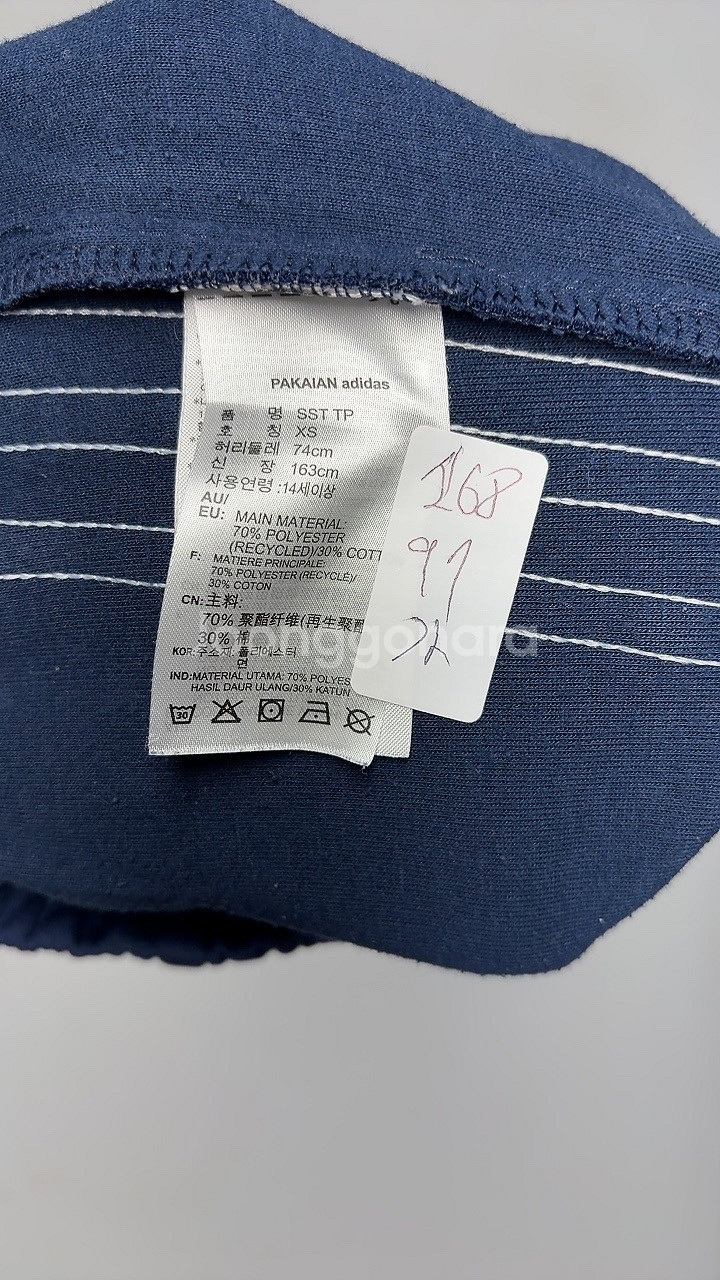 PAKAIAN adidas
품 명 SST TP
호 칭 XS
허리둘레 74cm
신 장 163cm
사용연령 :14세이상
AU/
EU: MAIN MATERIAL:
70% POLYESTER
(RECYCLED)/30% COTT
F: MATIERE PRINCIPALE:
70% POLYESTER (RECYCLÉ)/
30% COTON
CN:主料:
70% 聚酯纤维(再生聚酯
30% 棉
KOR:주소재: 폴리에스터
면
IND:MATERIAL UTAMA: 70% POLYES
HASIL DAUR ULANG/30% KATUN
30
168
91